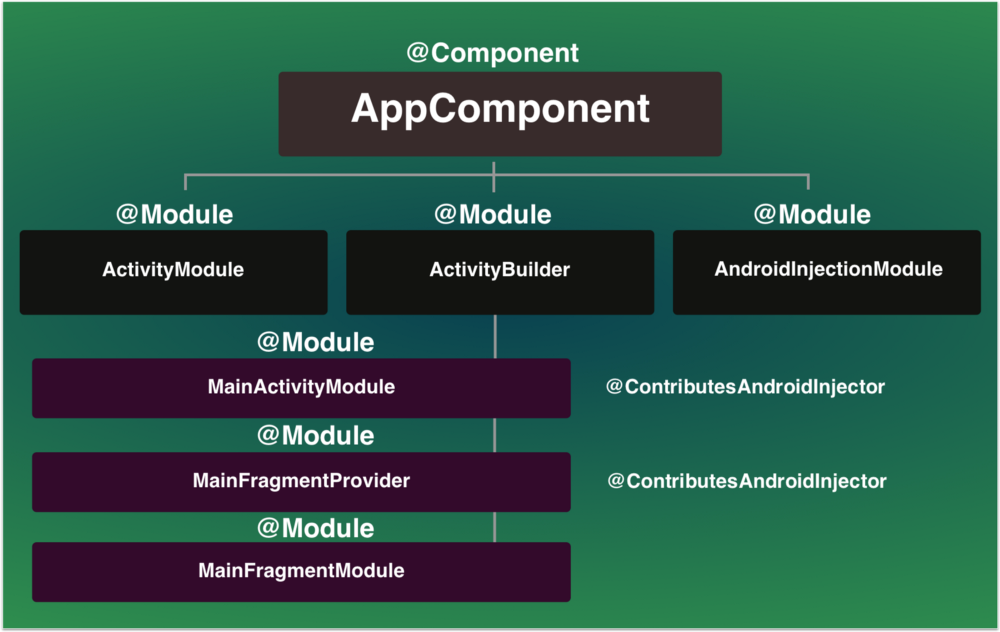 @Component
AppComponent
@Module @Module @Module
ActivityModule ActivityBuilder AndroidInjectionModule
@Module
MainActivityModule @ContributesAndroidInjector
@Module
MainFragmentProvider @ContributesAndroidInjector
@Module
MainFragmentModule